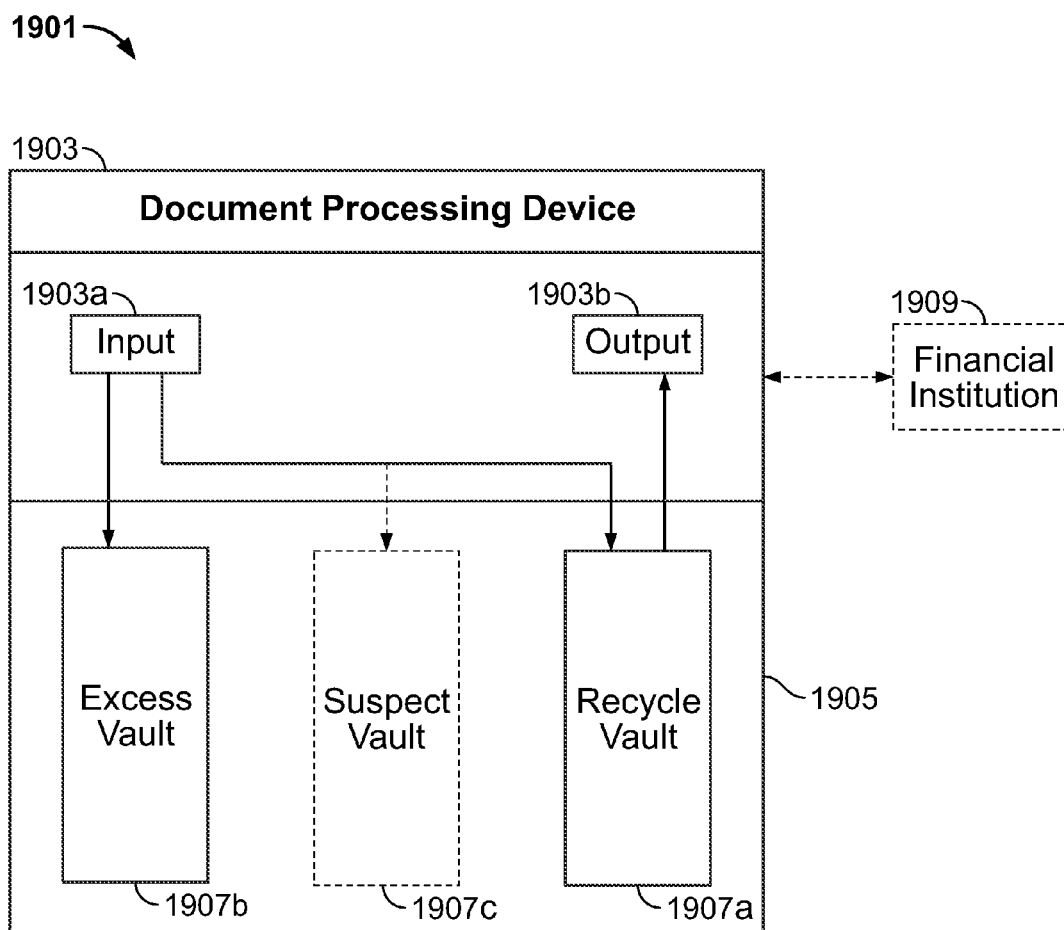 1901
1903
Document Processing Device
1903a
1903b
1909
Input
Output
Financial
Institution
Excess
Vault
Suspect
Vault
Recycle
Vault
1905
1907b
1907c
1907a